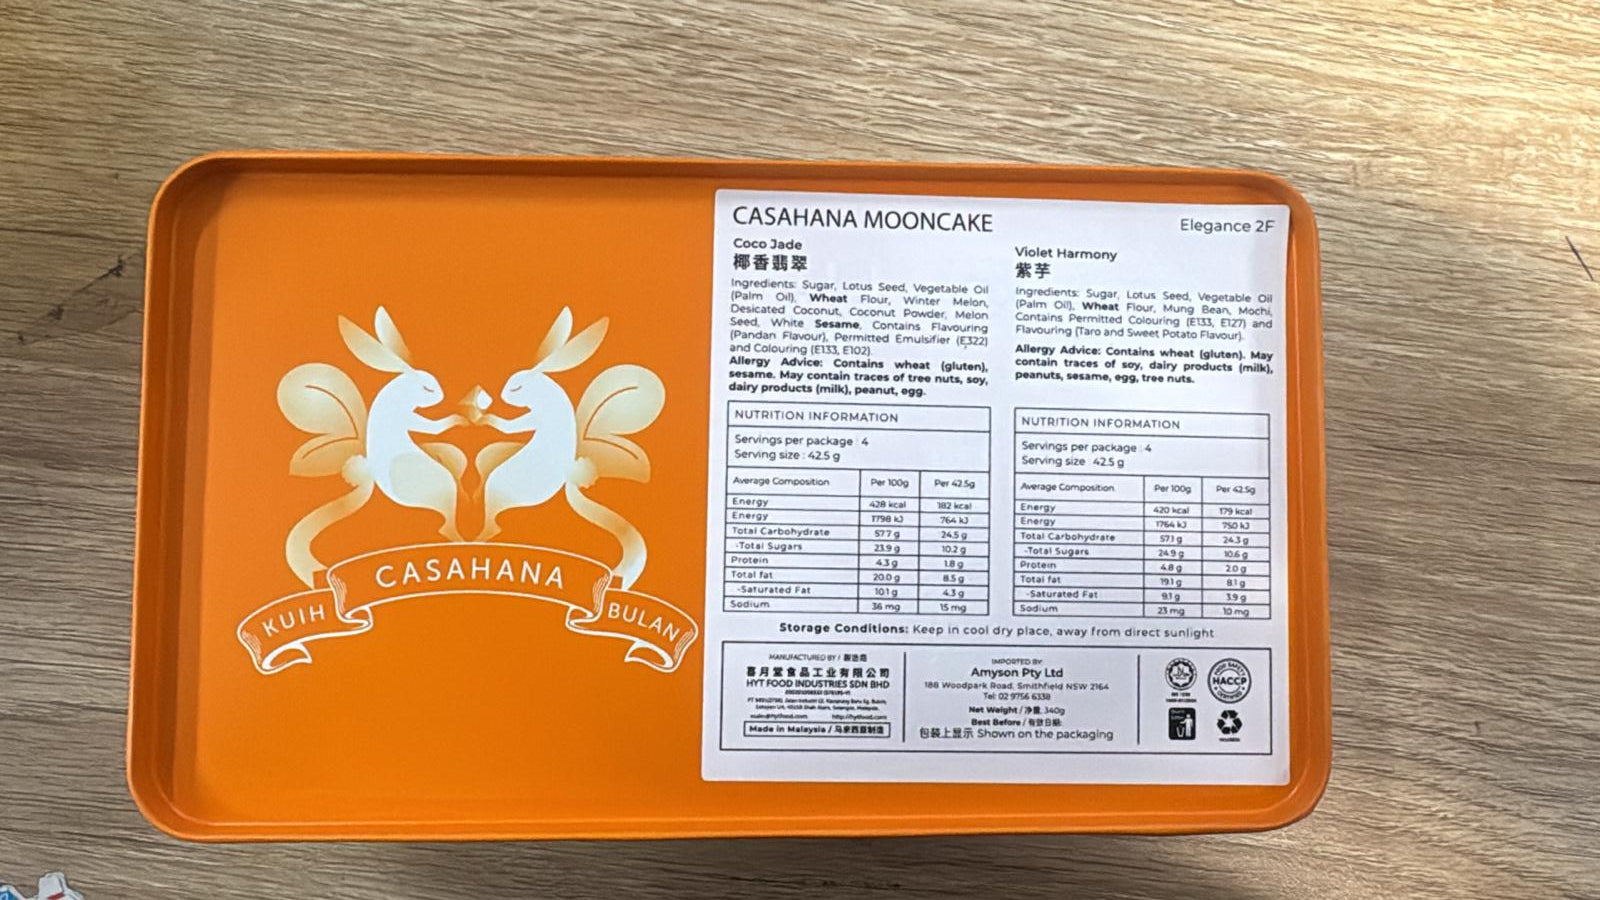 CASAHANA
KUIH
BULAN
CASAHANA MOONCAKE
Elegance 2F
Coco Jade
椰香翡翠
Ingredients: Sugar, Lotus Seed, Vegetable Oil
(Palm Oil), Wheat Flour, Winter Melon,
Desicated Coconut, Coconut Powder, Melon
Seed, White Sesame, Contains Flavouring
(Pandan Flavour), Permitted Emulsifier (E322)
and Colouring (E133, E102).
Allergy Advice: Contains wheat (gluten),
sesame. May contain traces of tree nuts, soy,
dairy products (milk), peanut, egg.
NUTRITION INFORMATION
Servings per package : 4
Serving size : 42.5 g
Average Composition Per 100g Per 42.5g
Energy 428 kcal 182 kcal
Energy 1798 kJ 764 kJ
Total Carbohydrate 57.7 g 24.5 g
-Total Sugars 23.9 g 10.2 g
Protein 4.3 g 1.8 g
Total fat 20.0 g 8.5 g
-Saturated Fat 10.1 g 4.3 g
Sodium 36 mg 15 mg
Violet Harmony
紫芋
Ingredients: Sugar, Lotus Seed, Vegetable Oil
(Palm Oil), Wheat Flour, Mung Bean, Mochi,
Contains Permitted Colouring (E133, E127) and
Flavouring (Taro and Sweet Potato Flavour).
Allergy Advice: Contains wheat (gluten). May
contain traces of soy, dairy products (milk),
peanuts, sesame, egg, tree nuts.
NUTRITION INFORMATION
Servings per package : 4
Serving size : 42.5 g
Average Composition Per 100g Per 42.5g
Energy 420 kcal 179 kcal
Energy 1764 kJ 750 kJ
Total Carbohydrate 57.1 g 24.3 g
-Total Sugars 24.9 g 10.6 g
Protein 4.8 g 2.0 g
Total fat 19.1 g 8.1 g
-Saturated Fat 9.1 g 3.9 g
Sodium 23 mg 10 mg
Storage Conditions: Keep in cool dry place, away from direct sunlight
MANUFACTURED BY / 製造商
喜月堂食品工业有限公司
HYT FOOD INDUSTRIES SDN BHD
Made in Malaysia / 马来西亚制造
IMPORTED BY:
Amyson Pty Ltd
188 Woodpark Road, Smithfield NSW 2164
Tel: 02 9756 6338
Net Weight / 净重: 340g
Best Before / 有效日期:
包装上显示 Shown on the packaging
FOOD SAFETY
HACCP
CERTIFIED